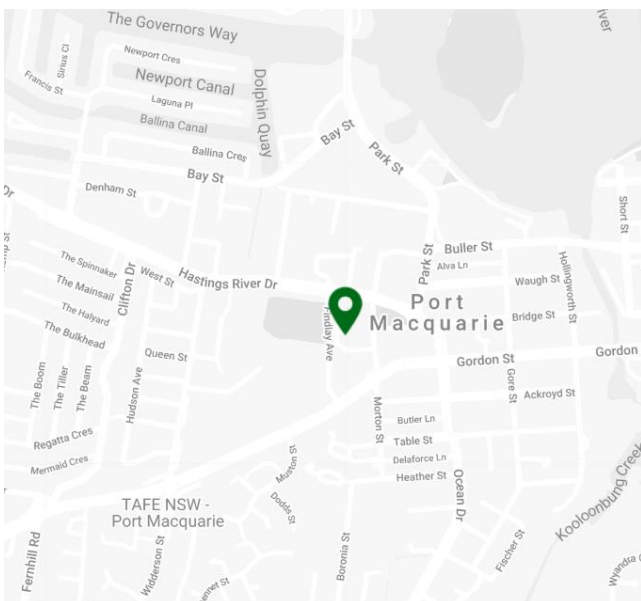 The Governors Way
River
Sirius Cl
Newport Cres
Newport Canal
Francis St
Laguna Pl
Ballina Canal
Dolphin Quay
Bay St
Ballina Cres
Park St
Bay St
Denham St
Dr
Short St
Buller St
Alva Ln
Park St
The Spinnaker
West St
Hastings River Dr
Waugh St
Hollingworth St
The Mainsail
Clifton Dr
The Halyard
Port
Macquarie
Bridge St
The Bulkhead
Findlay Ave
Queen St
Gordon St
Gordon
The Boom
The Tiller
The Beam
Hudson Ave
Gore St
Ackroyd St
Morton St
Butler Ln
Regatta Cres
Table St
Mermaid Cres
Muston St
Delaforce Ln
Heather St
Ocean Dr
Kooloonbung Creek
TAFE NSW -
Port Macquarie
Dodds St
Fernhill Rd
Widderson St
Boronia St
Fischer St